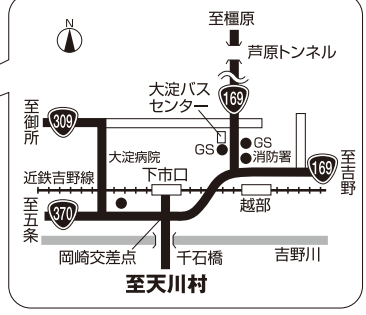 N
至橿原
芦原トンネル
大淀バス
センター
169
至御所
309
GS
GS
消防署
大淀病院
下市口
近鉄吉野線
169
至吉野
至五条
370
越部
岡崎交差点
千石橋
吉野川
至天川村